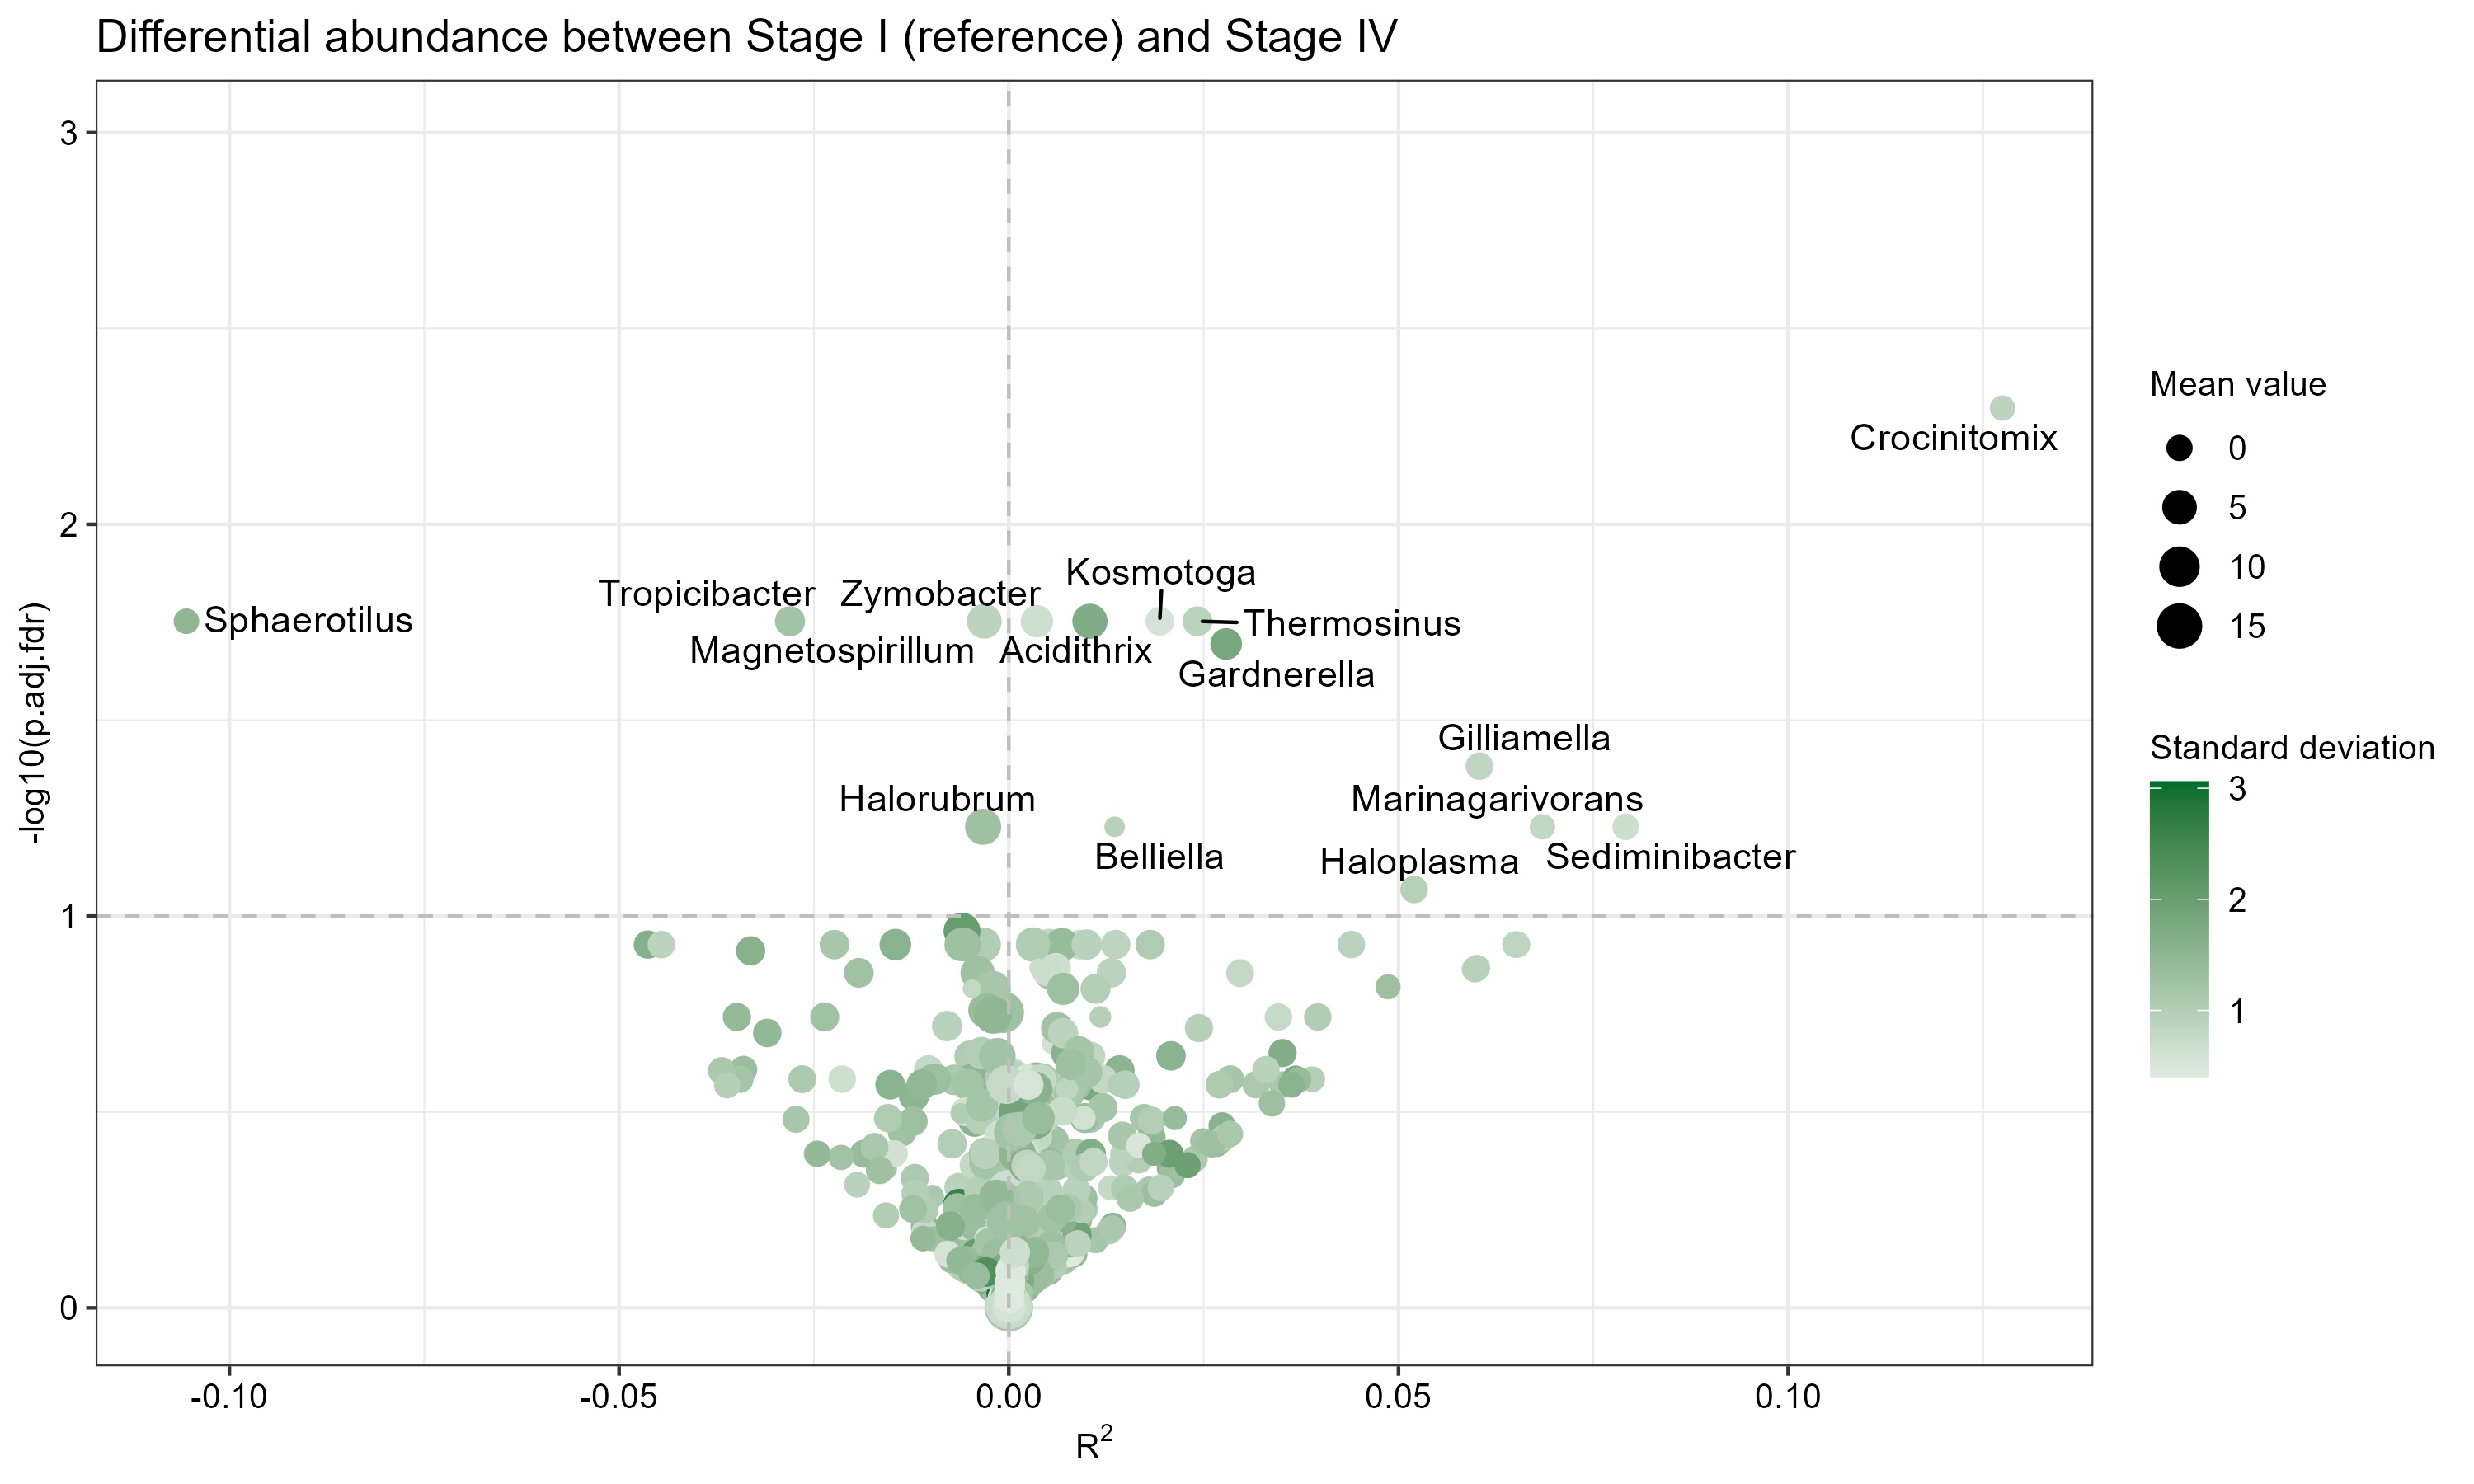 Differential abundance between Stage I (reference) and Stage IV
-log10(p.adj.fdr)
3
2
1
0
Crocinitomix
Kosmotoga
Tropicibacter
Zymobacter
Sphaerotilus
Thermosinus
Magnetospirillum
Acidithrix
Gardnerella
Gilliamella
Halorubrum
Marinagarivorans
Belliella
Haloplasma
Sediminibacter
-0.10
-0.05
0.00
0.05
0.10
R²
Mean value
0
5
10
15
Standard deviation
3
2
1